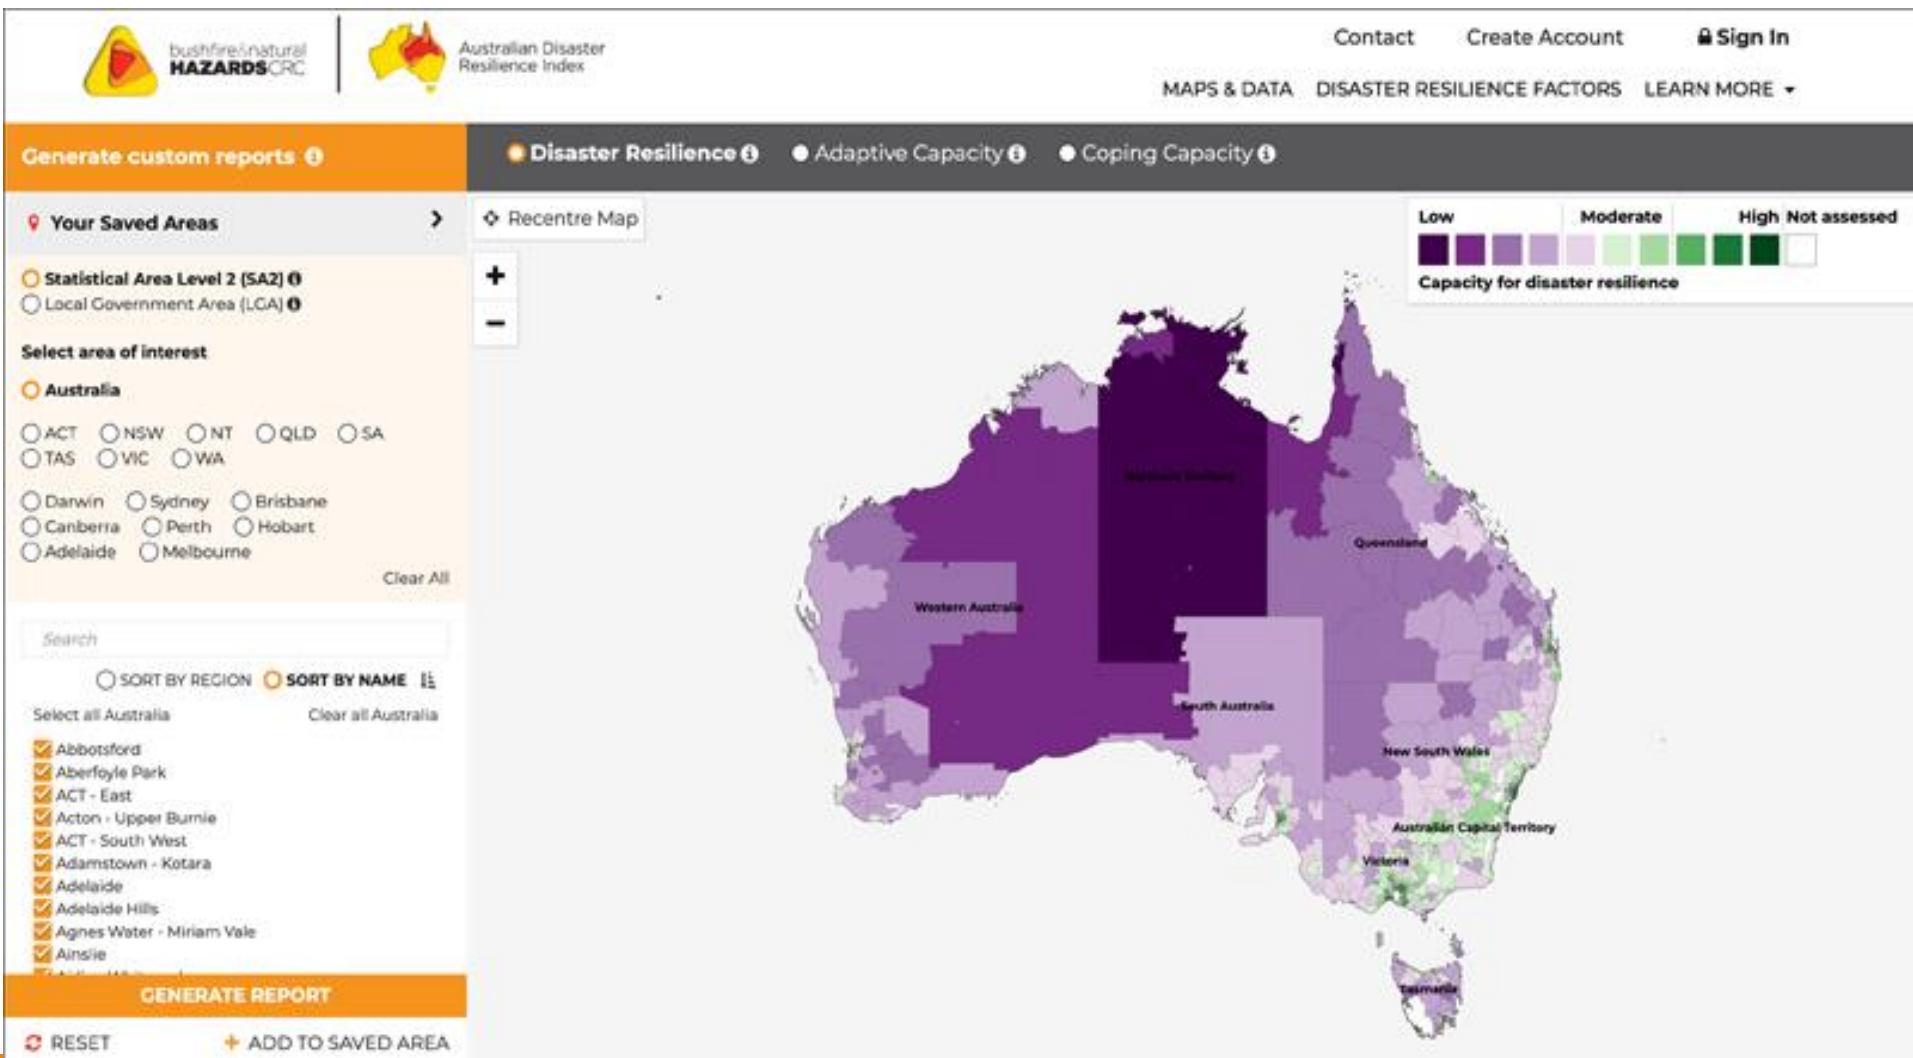 bushfire&natural
HAZARDSCRC
Australian Disaster
Resilience Index
Contact Create Account Sign In
MAPS & DATA DISASTER RESILIENCE FACTORS LEARN MORE
Generate custom reports
Disaster Resilience Adaptive Capacity Coping Capacity
Your Saved Areas
Recentre Map
Low Moderate High Not assessed
Capacity for disaster resilience
+
−
Statistical Area Level 2 (SA2)
Local Government Area (LGA)
Select area of interest
Australia
ACT NSW NT QLD SA
TAS VIC WA
Darwin Sydney Brisbane
Canberra Perth Hobart
Adelaide Melbourne
Clear All
Search
SORT BY REGION SORT BY NAME
Select all Australia Clear all Australia
Abbotsford
Aberfoyle Park
ACT - East
Acton - Upper Burnie
ACT - South West
Adamstown - Kotara
Adelaide
Adelaide Hills
Agnes Water - Miriam Vale
Ainslie
GENERATE REPORT
RESET + ADD TO SAVED AREA
Northern Territory
Queensland
Western Australia
South Australia
New South Wales
Australian Capital Territory
Victoria
Tasmania